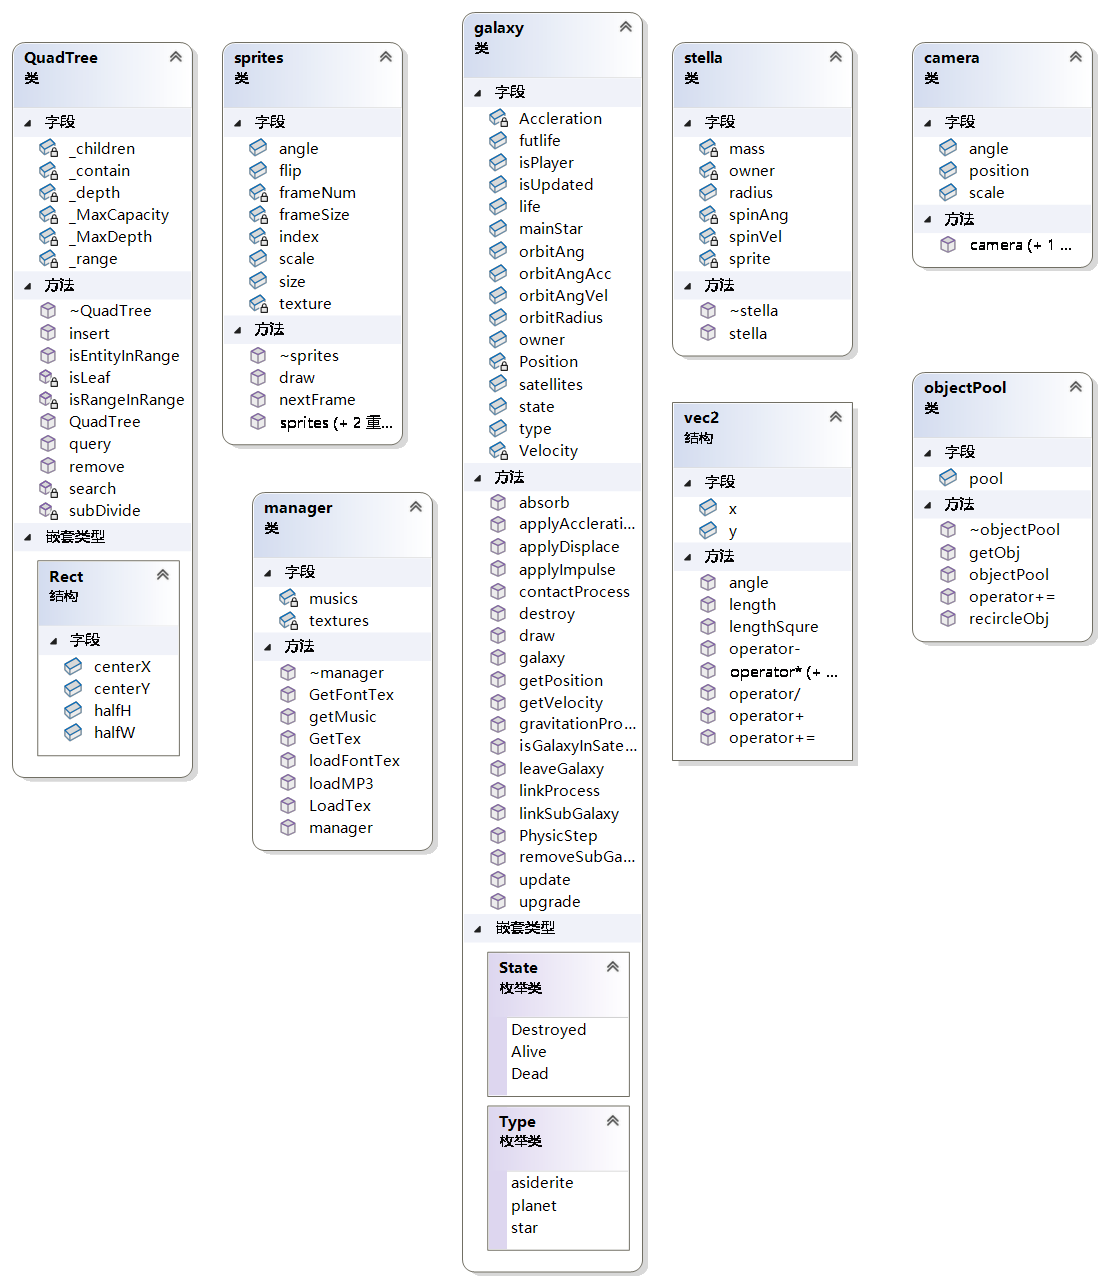 QuadTree
类
字段
_children
_contain
_depth
_MaxCapacity
_MaxDepth
_range
方法
~QuadTree
insert
isEntityInRange
isLeaf
isRangeInRange
QuadTree
query
remove
search
subDivide
嵌套类型
Rect
结构
字段
centerX
centerY
halfH
halfW
sprites
类
字段
angle
flip
frameNum
frameSize
index
scale
size
texture
方法
~sprites
draw
nextFrame
sprites (+ 2 重...
manager
类
字段
musics
textures
方法
~manager
GetFontTex
getMusic
GetTex
loadFontTex
loadMP3
LoadTex
manager
galaxy
类
字段
Accleration
futlife
isPlayer
isUpdated
life
mainStar
orbitAng
orbitAngAcc
orbitAngVel
orbitRadius
owner
Position
satellites
state
type
Velocity
方法
absorb
applyAccelerati...
applyDisplace
applyImpulse
contactProcess
destroy
draw
galaxy
getPosition
getVelocity
gravitationPro...
isGalaxyInSate...
leaveGalaxy
linkProcess
linkSubGalaxy
PhysicStep
removeSubGa...
update
upgrade
嵌套类型
State
枚举类
Destroyed
Alive
Dead
Type
枚举类
asiderite
planet
star
stella
类
字段
mass
owner
radius
spinAng
spinVel
sprite
方法
~stella
stella
vec2
结构
字段
x
y
方法
angle
length
lengthSqure
operator-
operator* (+ ...
operator/
operator+
operator+=
camera
类
字段
angle
position
scale
方法
camera (+ 1 ...
objectPool
类
字段
pool
方法
~objectPool
getObj
objectPool
operator+=
recircleObj